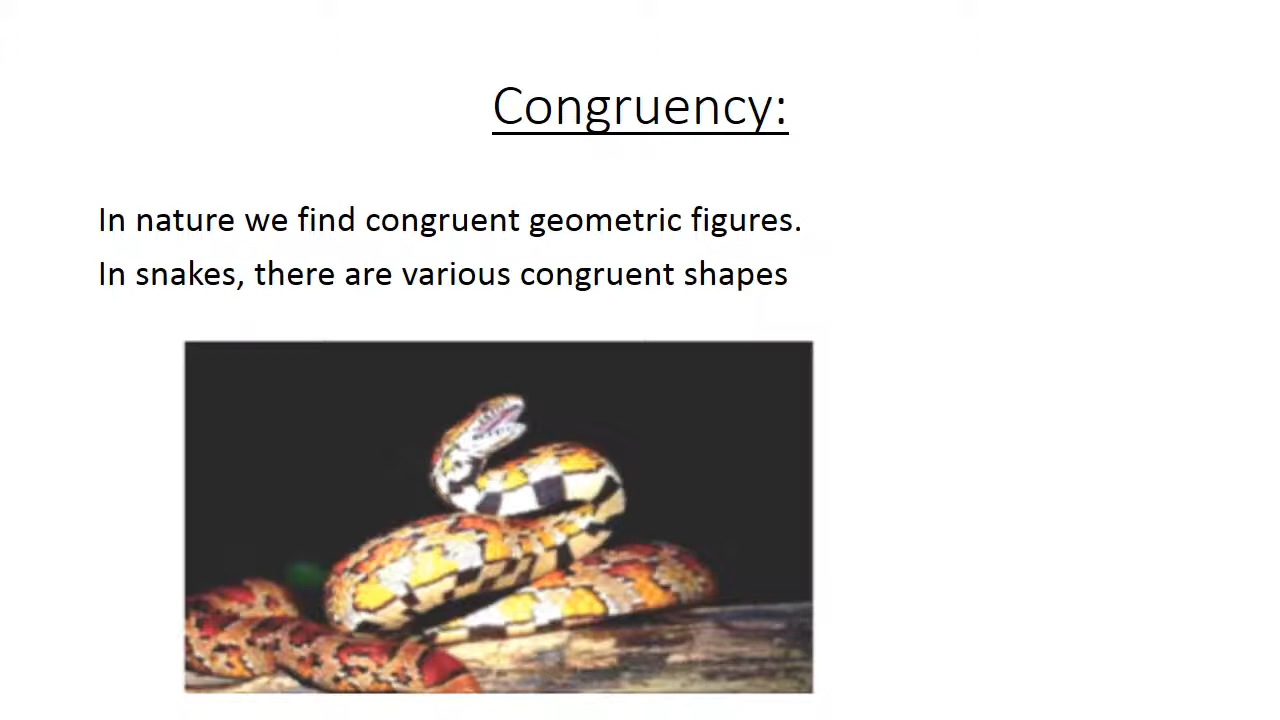 Congruency:
In nature we find congruent geometric figures.
In snakes, there are various congruent shapes